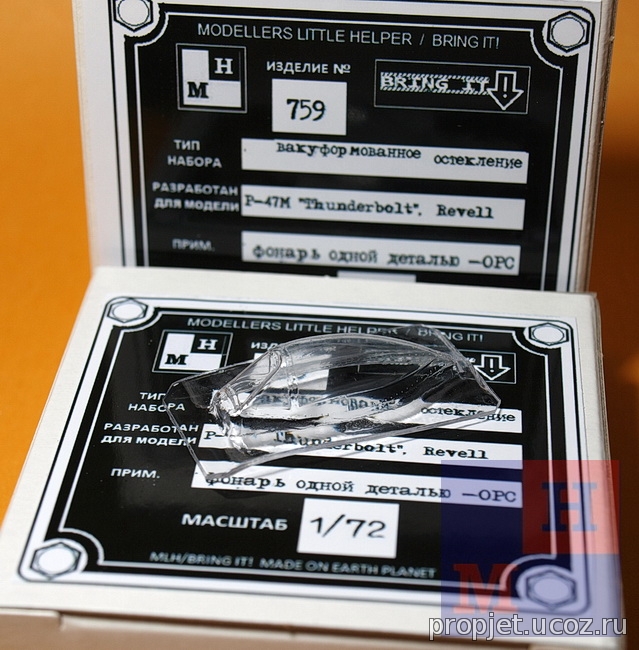 MODELLERS LITTLE HELPER / BRING IT!
H
M
ИЗДЕЛИЕ №
BRING IT!
759
ТИП
НАБОРА
вакуформованное остекление
РАЗРАБОТАН
ДЛЯ МОДЕЛИ
P-47M "Thunderbolt", Revell
ПРИМ.
фонарь одной деталью —OPC
MODELLERS LITTLE HELPER / BRING IT!
H
M
ТИП
НАБОРА
остекление
РАЗРАБОТАН
ДЛЯ МОДЕЛИ
Thunderbolt", Revell
ПРИМ.
фонарь одной деталью —OPC
МАСШТАБ
1/72
MLH/BRING IT! MADE ON EARTH PLANET
H
M
propjet.ucoz.ru